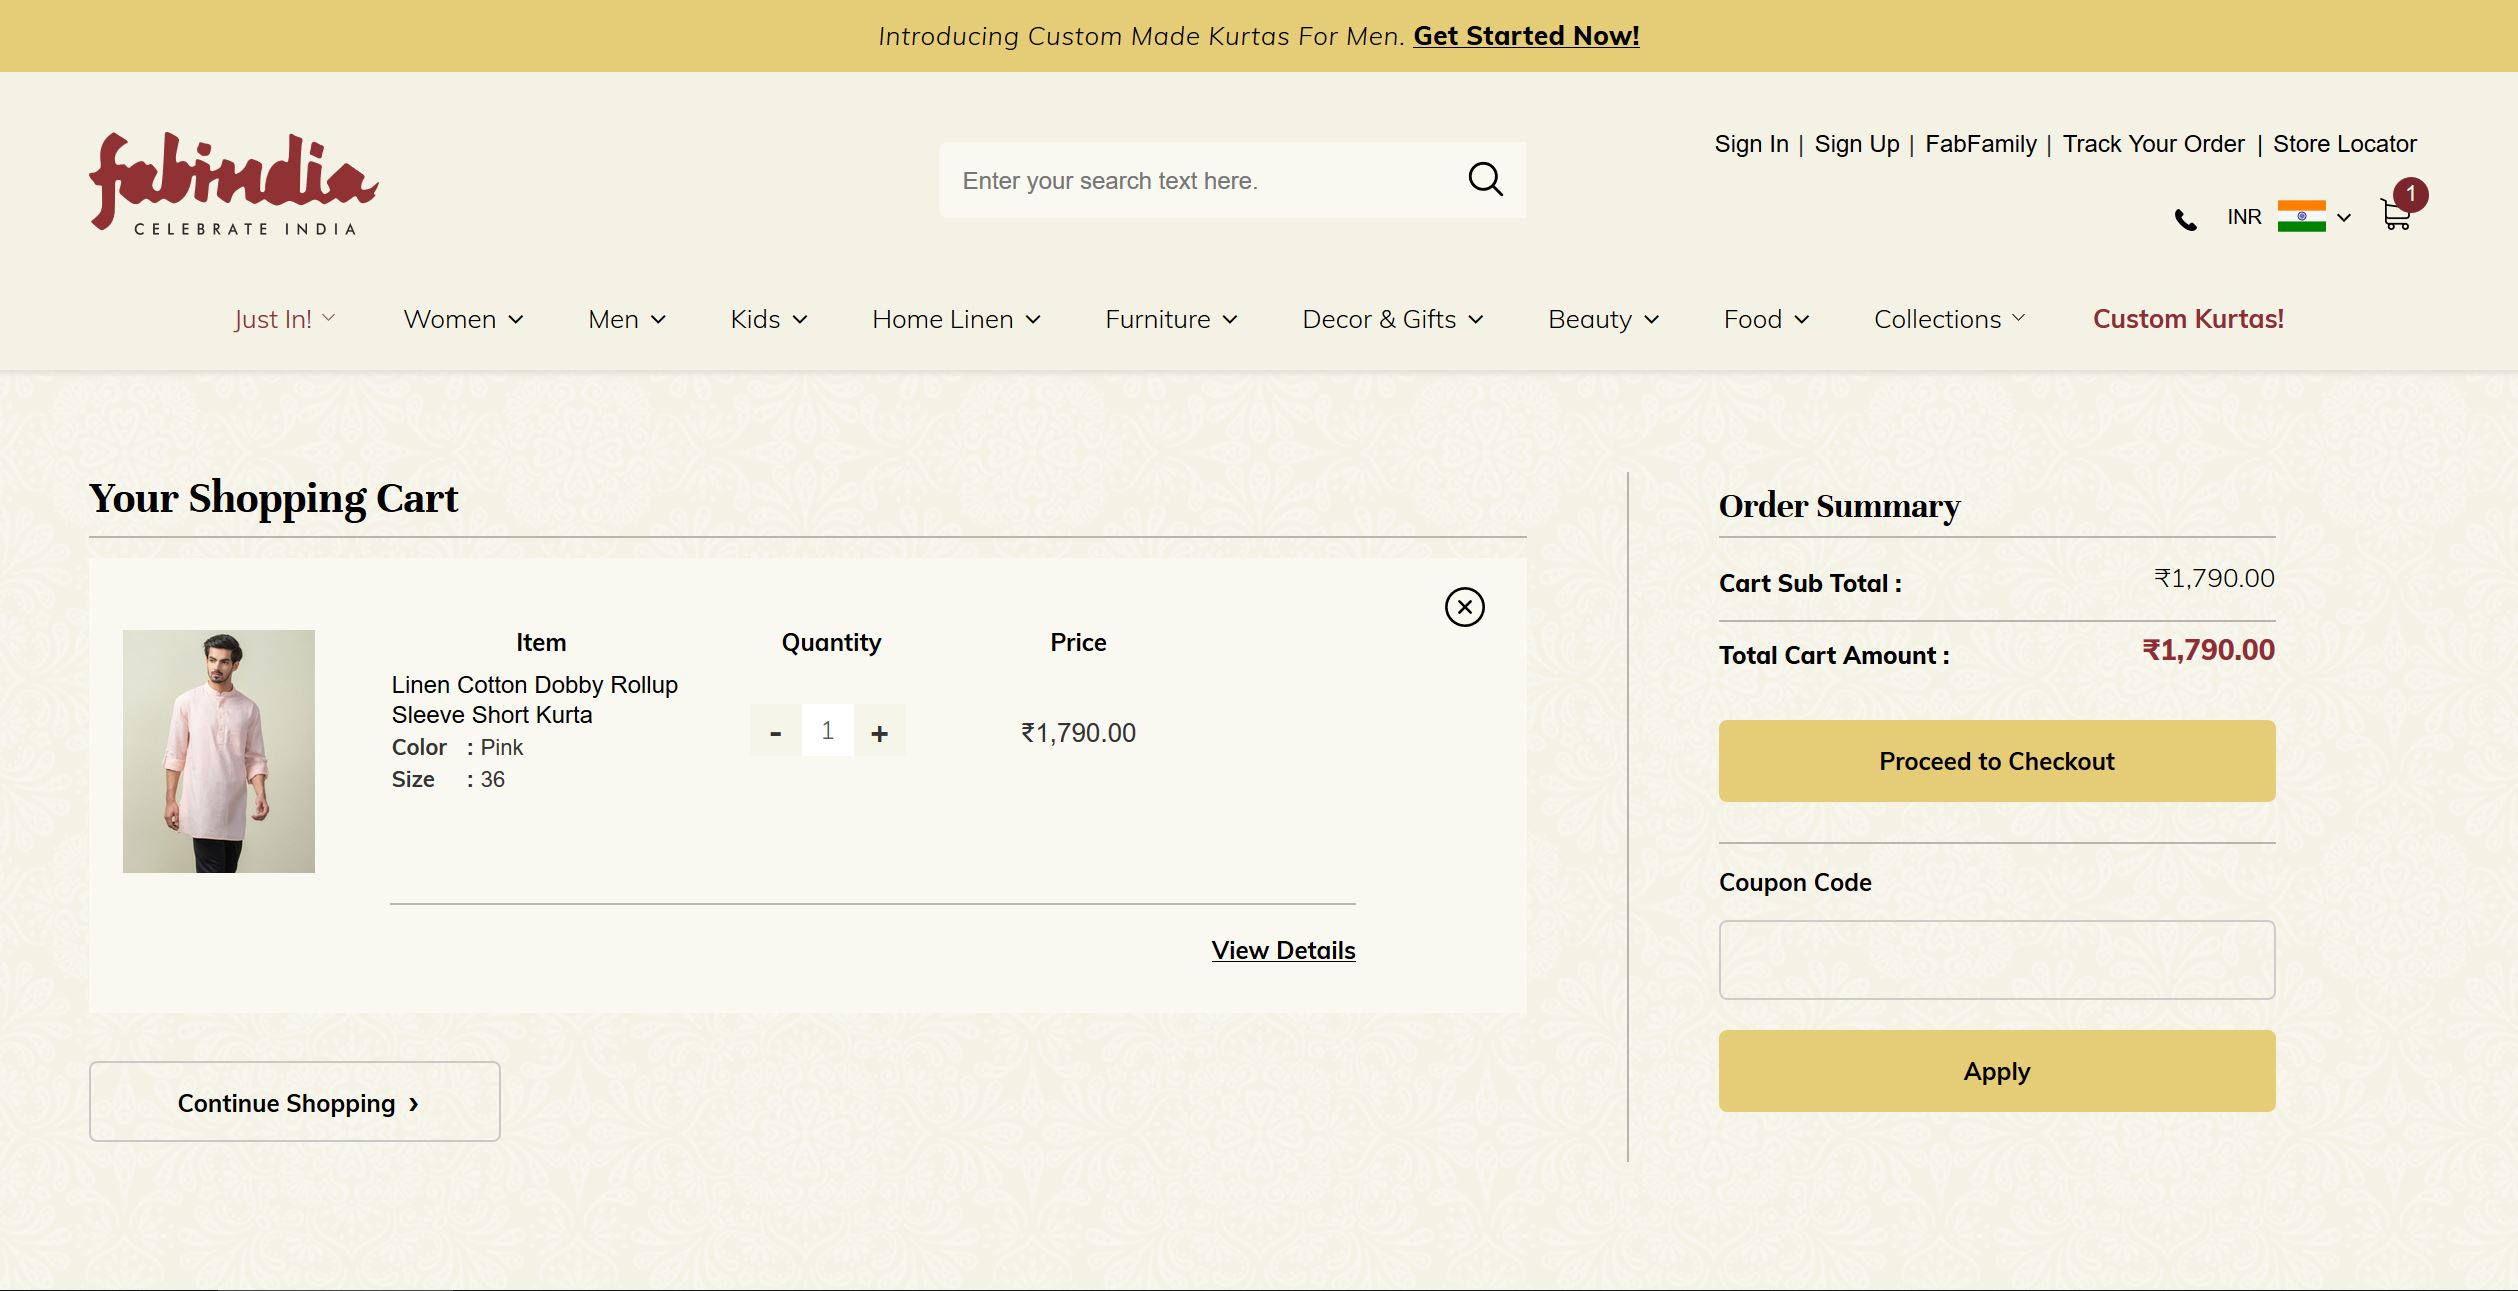 Introducing Custom Made Kurtas For Men. Get Started Now!
fabindia
CELEBRATE INDIA
Enter your search text here.
Sign In | Sign Up | FabFamily | Track Your Order | Store Locator
INR
1
Just In! Women Men Kids Home Linen Furniture Decor & Gifts Beauty Food Collections Custom Kurtas!
Your Shopping Cart
Item Quantity Price
Linen Cotton Dobby Rollup
Sleeve Short Kurta
Color : Pink
Size : 36
- 1 +
₹1,790.00
View Details
Continue Shopping ›
Order Summary
Cart Sub Total : ₹1,790.00
Total Cart Amount : ₹1,790.00
Proceed to Checkout
Coupon Code
Apply